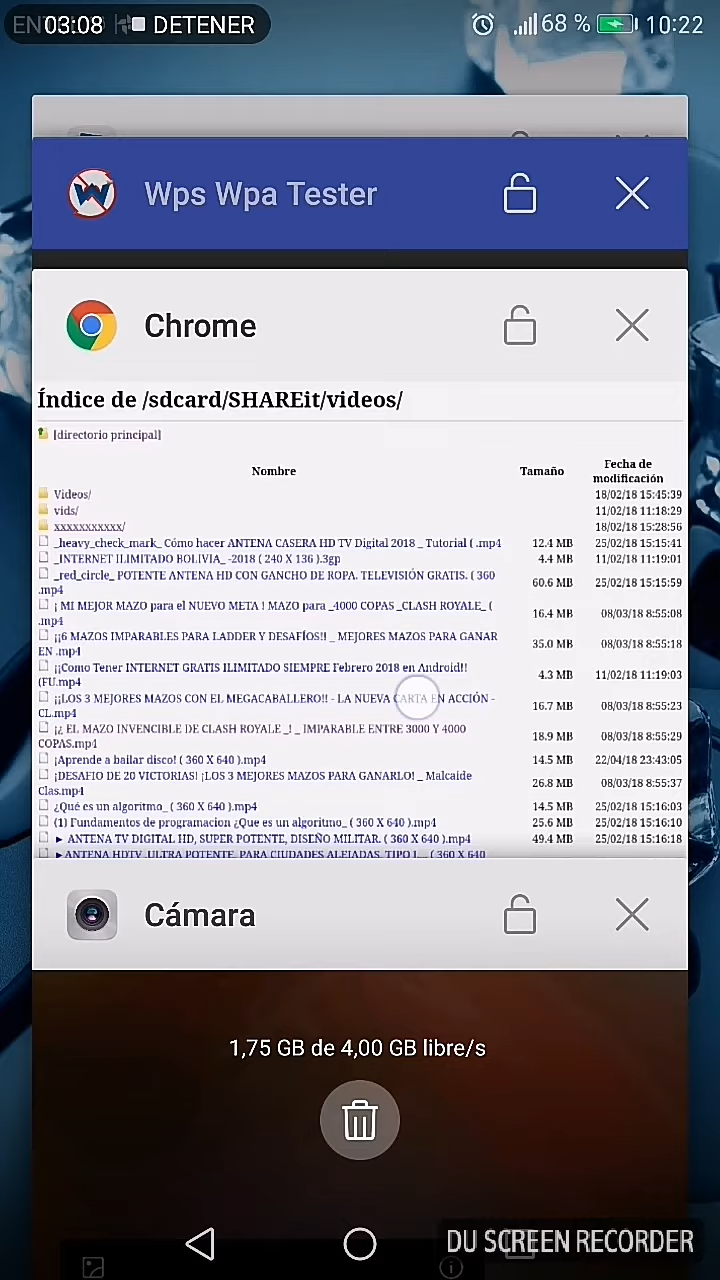 03:08 DETENER 68 % 10:22
Wps Wpa Tester
Chrome
Índice de /sdcard/SHAREit/videos/
[directorio principal]
Nombre Tamaño Fecha de
modificación
Videos/ 18/02/18 15:45:39
vids/ 11/02/18 11:18:29
xxxxxxxxxxx/ 18/02/18 15:28:56
_heavy_check_mark_ Cómo hacer ANTENA CASERA HD TV Digital 2018 _ Tutorial ( .mp4 12.4 MB 25/02/18 15:15:41
_INTERNET ILIMITADO BOLIVIA_ -2018 ( 240 X 136 ).3gp 4.4 MB 11/02/18 11:19:01
_red_circle_ POTENTE ANTENA HD CON GANCHO DE ROPA. TELEVISIÓN GRATIS. ( 360
.mp4 60.6 MB 25/02/18 15:15:59
¡ MI MEJOR MAZO para el NUEVO META ! MAZO para _4000 COPAS _CLASH ROYALE_ (
.mp4 16.4 MB 08/03/18 8:55:08
¡¡6 MAZOS IMPARABLES PARA LADDER Y DESAFÍOS!! _ MEJORES MAZOS PARA GANAR
EN .mp4 35.0 MB 08/03/18 8:55:18
¡¡Como Tener INTERNET GRATIS ILIMITADO SIEMPRE Febrero 2018 en Android!!
(FU.mp4 4.3 MB 11/02/18 11:19:03
¡¡LOS 3 MEJORES MAZOS CON EL MEGACABALLERO!! - LA NUEVA CARTA EN ACCIÓN -
CL.mp4 16.7 MB 08/03/18 8:55:23
¡¿ EL MAZO INVENCIBLE DE CLASH ROYALE _! _ IMPARABLE ENTRE 3000 Y 4000
COPAS.mp4 18.9 MB 08/03/18 8:55:29
¡Aprende a bailar disco! ( 360 X 640 ).mp4 14.5 MB 22/04/18 23:43:05
¡DESAFIO DE 20 VICTORIAS! ¡LOS 3 MEJORES MAZOS PARA GANARLO! _ Malcaide
Clas.mp4 26.8 MB 08/03/18 8:55:37
¿Qué es un algoritmo_ ( 360 X 640 ).mp4 14.5 MB 25/02/18 15:16:03
(1) Fundamentos de programacion ¿Que es un algoritmo_ ( 360 X 640 ).mp4 25.6 MB 25/02/18 15:16:10
► ANTENA TV DIGITAL HD, SUPER POTENTE, DISEÑO MILITAR. ( 360 X 640 ).mp4 49.4 MB 25/02/18 15:16:18
► ANTENA HDTV ,ULTRA POTENTE, PARA CIUDADES ALEJADAS, TIPO L... ( 360 X 640
Cámara
1,75 GB de 4,00 GB libre/s
DU SCREEN RECORDER